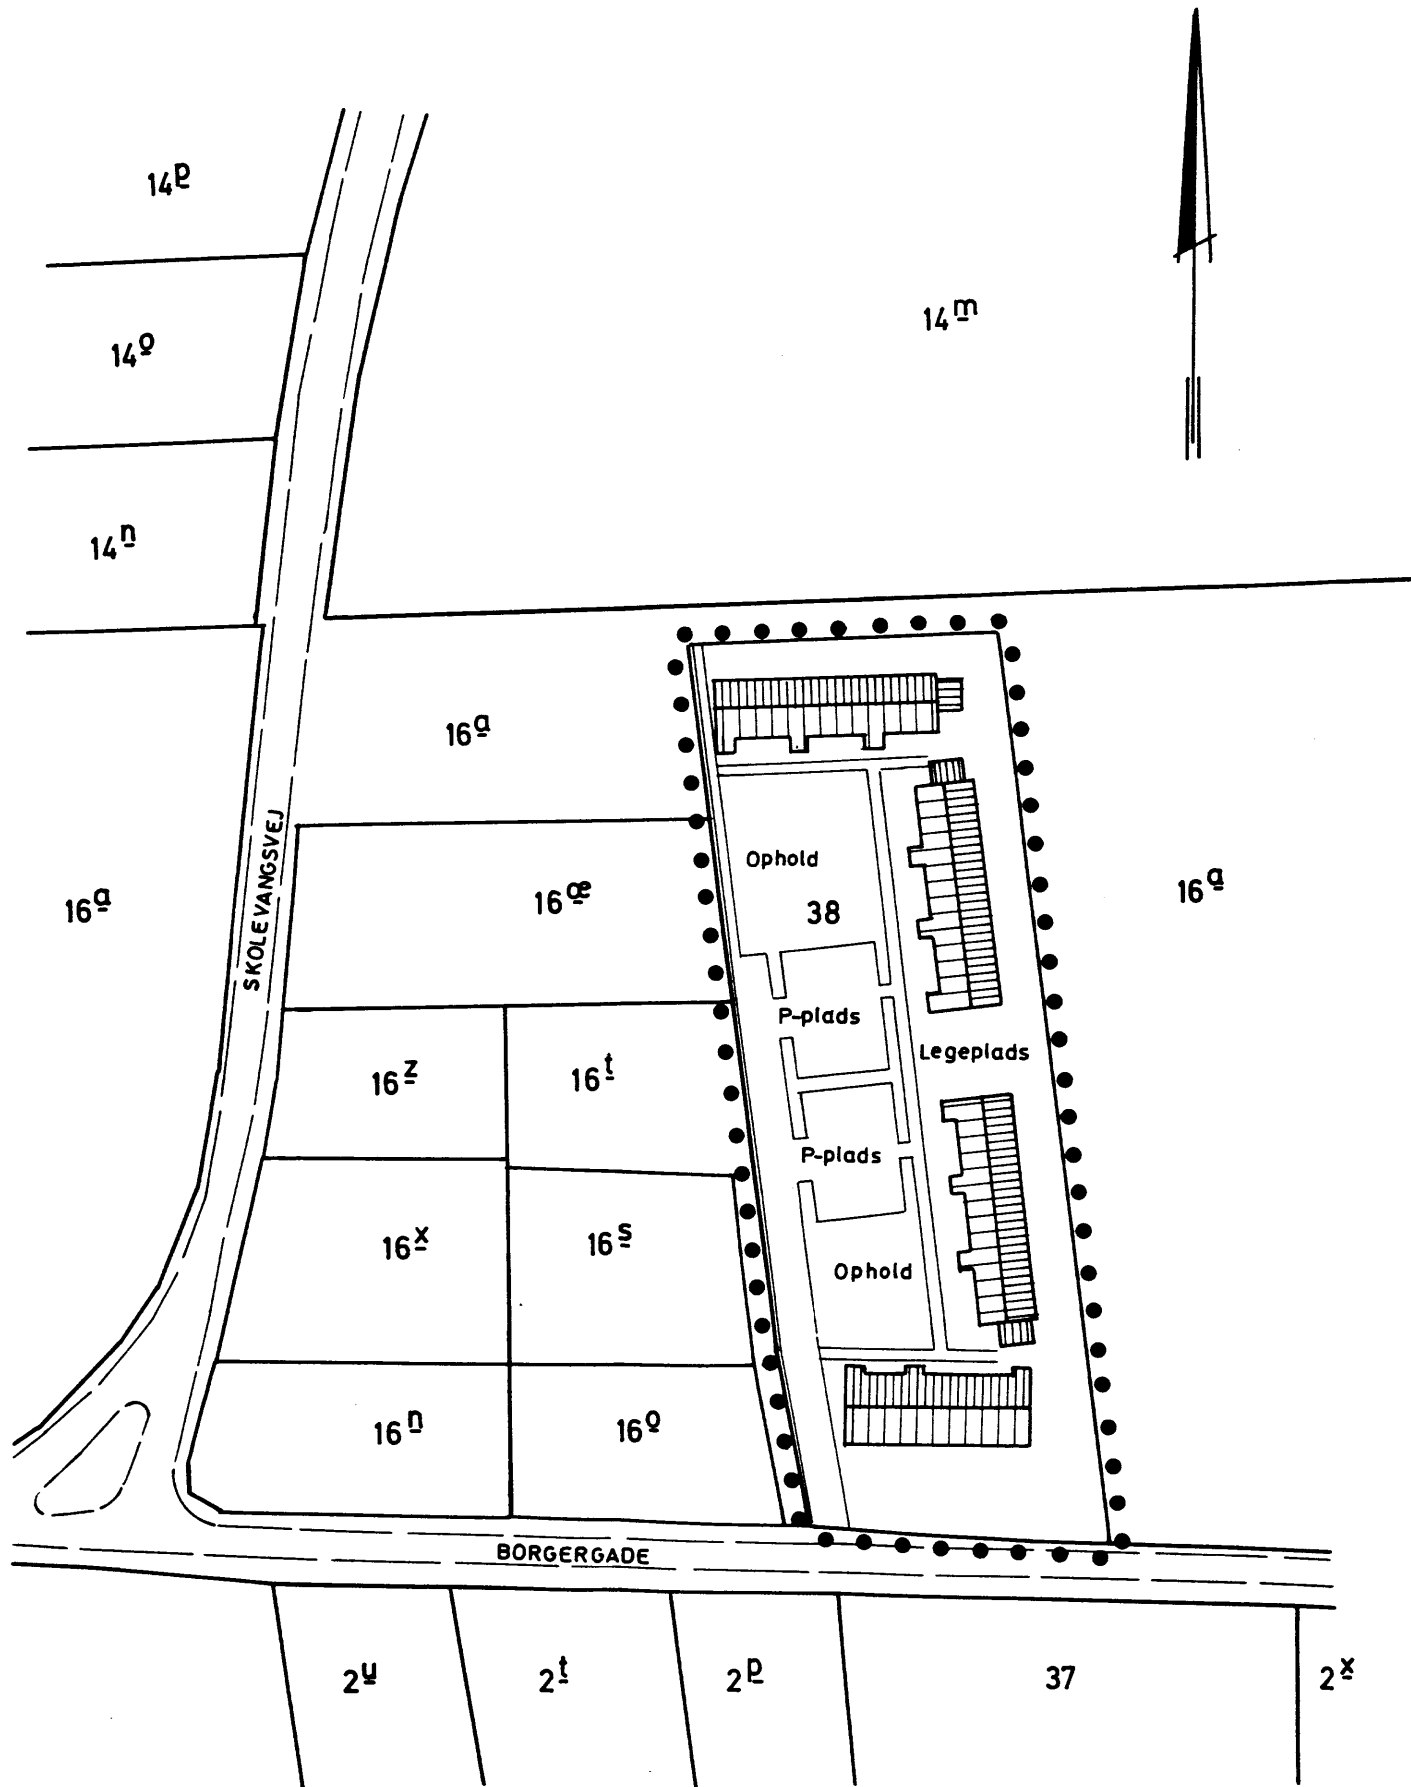 14p
14m
14o
14n
16a
SKOLEVANGSVEJ
Ophold
16a
16æ
16a
38
P-plads
Legeplads
16z
16t
P-plads
16x
16s
Ophold
16n
16o
BORGERGADE
2u
2t
2p
37
2x